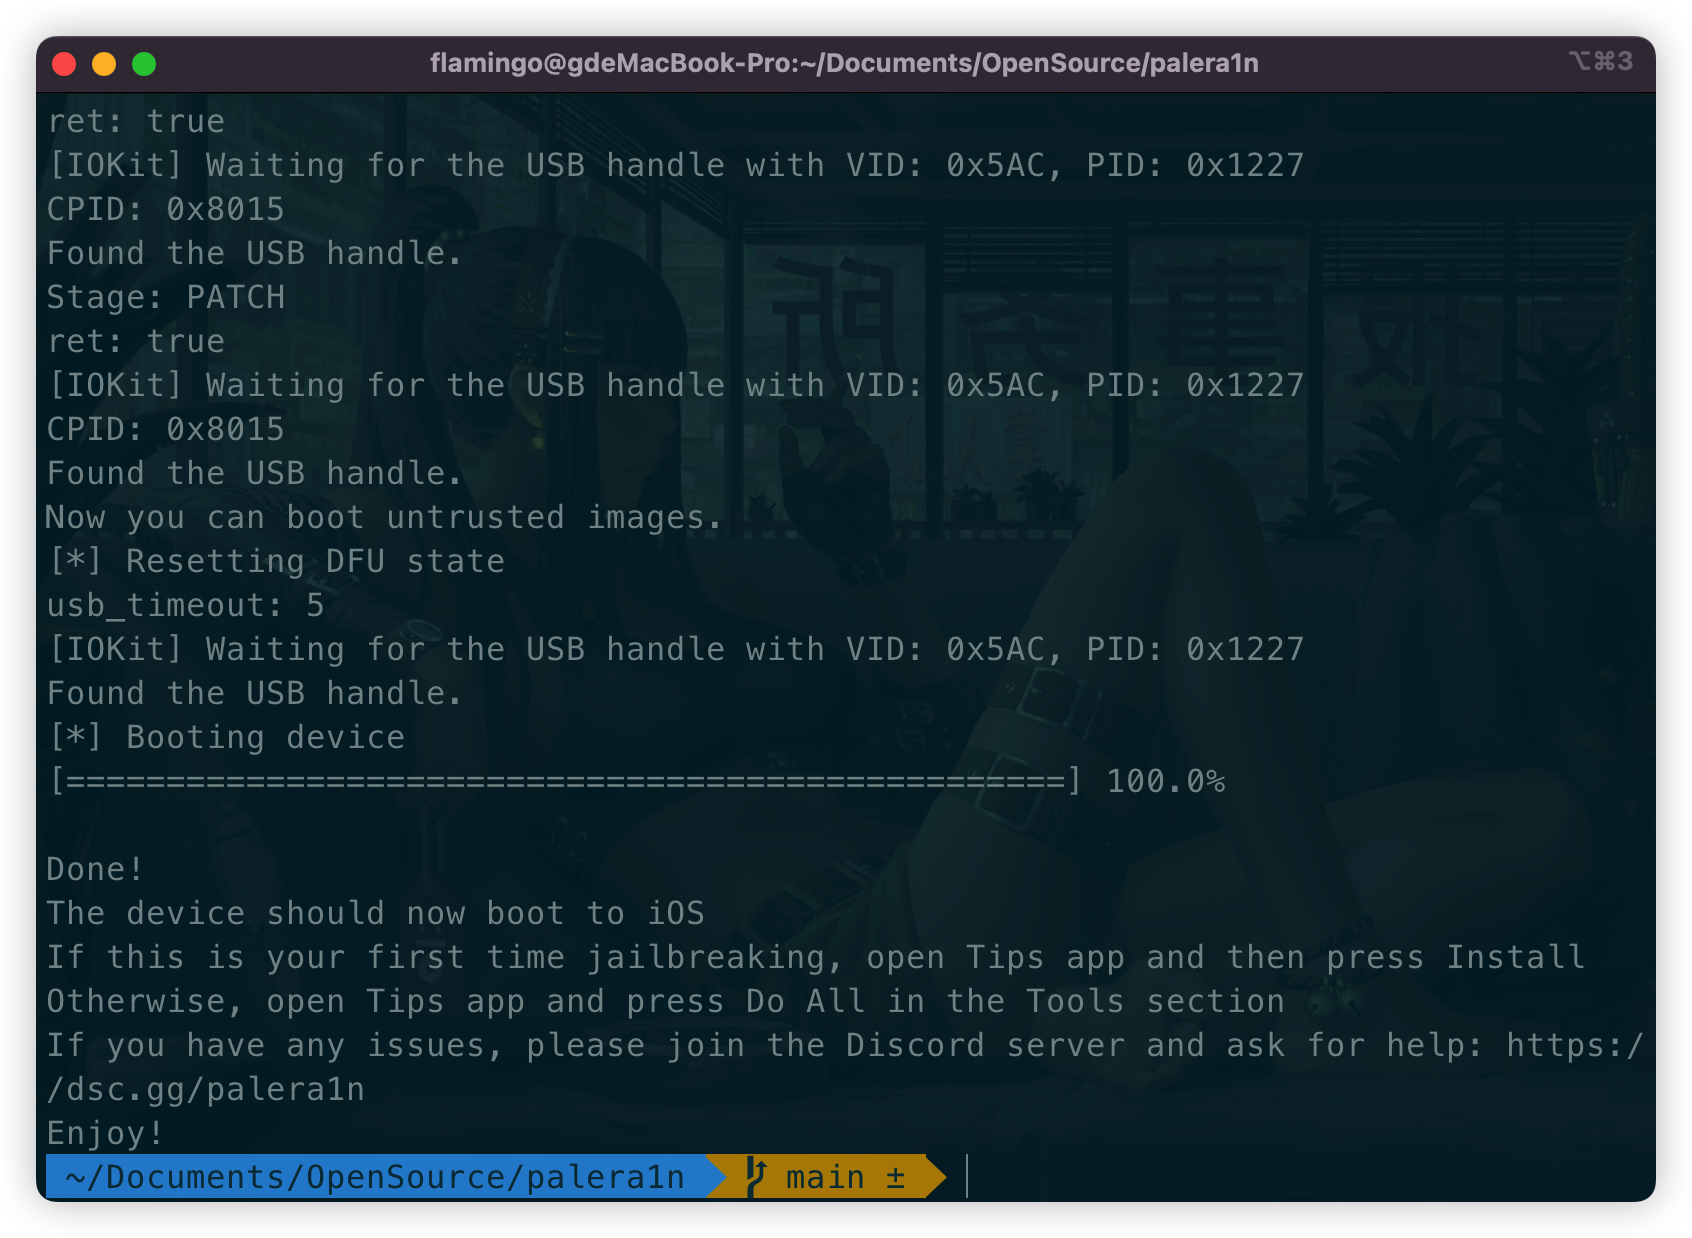 flamingo@gdeMacBook-Pro:~/Documents/OpenSource/palera1n
⌥⌘3
ret: true
[IOKit] Waiting for the USB handle with VID: 0x5AC, PID: 0x1227
CPID: 0x8015
Found the USB handle.
Stage: PATCH
ret: true
[IOKit] Waiting for the USB handle with VID: 0x5AC, PID: 0x1227
CPID: 0x8015
Found the USB handle.
Now you can boot untrusted images.
[*] Resetting DFU state
usb_timeout: 5
[IOKit] Waiting for the USB handle with VID: 0x5AC, PID: 0x1227
Found the USB handle.
[*] Booting device
[==================================================] 100.0%
Done!
The device should now boot to iOS
If this is your first time jailbreaking, open Tips app and then press Install
Otherwise, open Tips app and press Do All in the Tools section
If you have any issues, please join the Discord server and ask for help: https:/
/dsc.gg/palera1n
Enjoy!
~/Documents/OpenSource/palera1n main ±